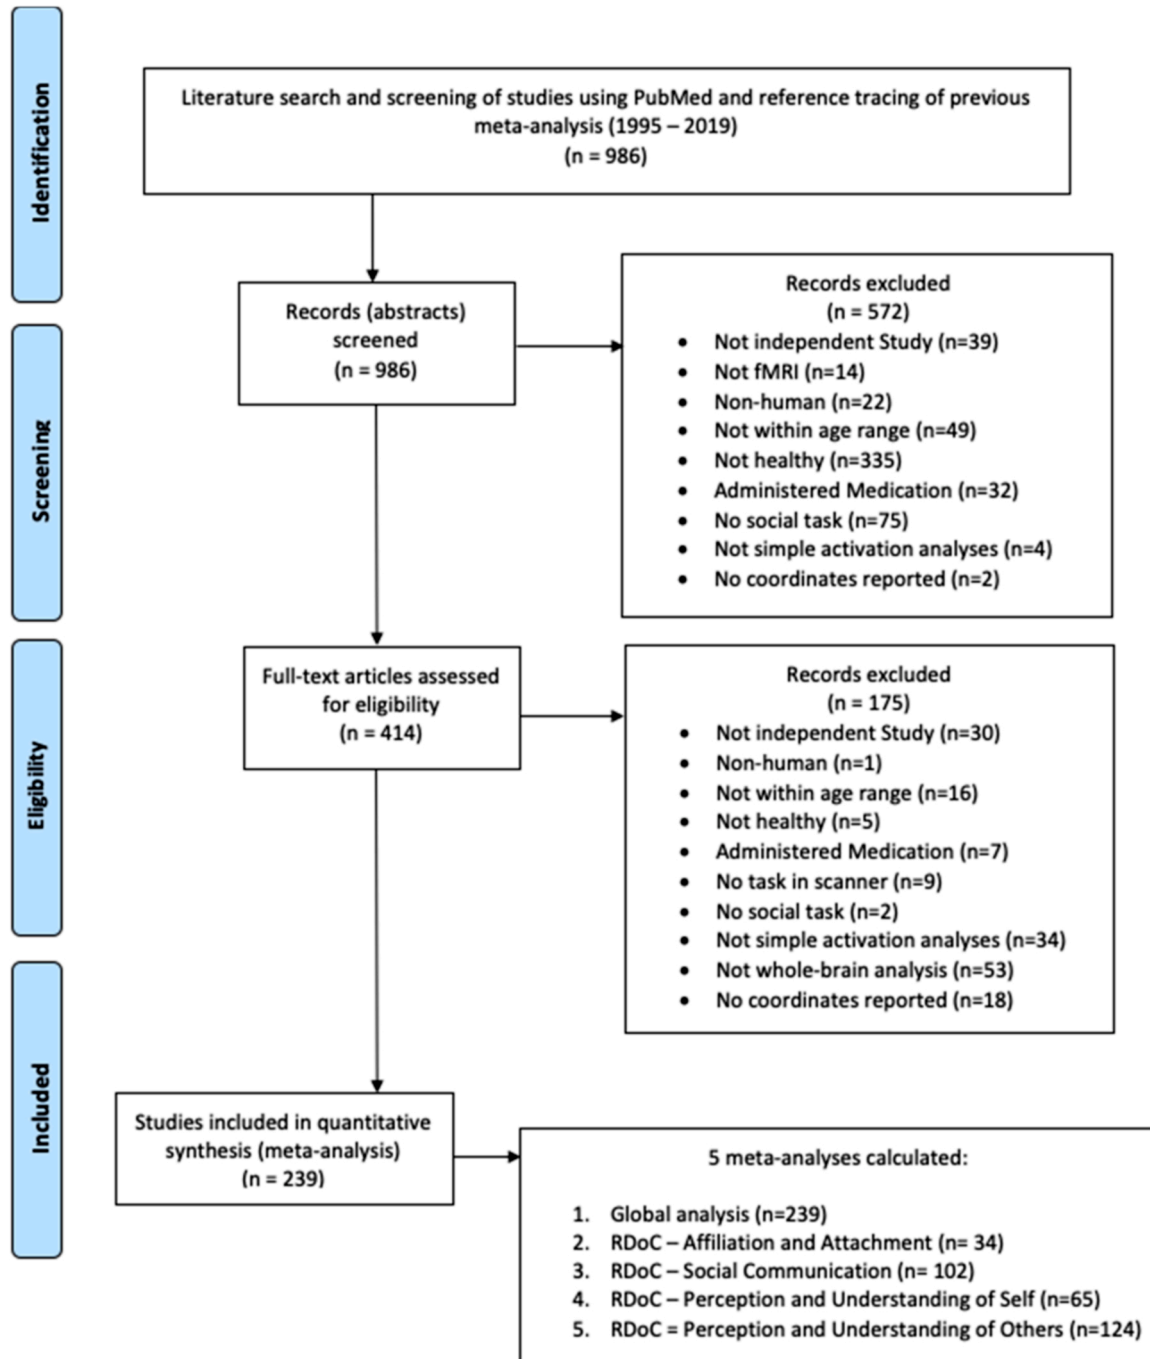 Identification
Literature search and screening of studies using PubMed and reference tracing of previous
meta-analysis (1995 – 2019)
(n = 986)
Screening
Records (abstracts)
screened
(n = 986)
Records excluded
(n = 572)
• Not independent Study (n=39)
• Not fMRI (n=14)
• Non-human (n=22)
• Not within age range (n=49)
• Not healthy (n=335)
• Administered Medication (n=32)
• No social task (n=75)
• Not simple activation analyses (n=4)
• No coordinates reported (n=2)
Eligibility
Full-text articles assessed
for eligibility
(n = 414)
Records excluded
(n = 175)
• Not independent Study (n=30)
• Non-human (n=1)
• Not within age range (n=16)
• Not healthy (n=5)
• Administered Medication (n=7)
• No task in scanner (n=9)
• No social task (n=2)
• Not simple activation analyses (n=34)
• Not whole-brain analysis (n=53)
• No coordinates reported (n=18)
Included
Studies included in quantitative
synthesis (meta-analysis)
(n = 239)
5 meta-analyses calculated:
1. Global analysis (n=239)
2. RDoC – Affiliation and Attachment (n= 34)
3. RDoC – Social Communication (n= 102)
4. RDoC – Perception and Understanding of Self (n=65)
5. RDoC = Perception and Understanding of Others (n=124)